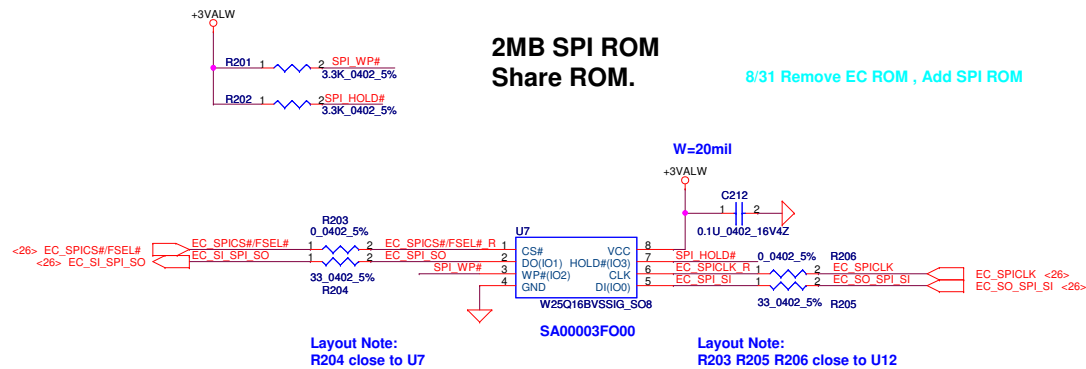 +3VALW
2MB SPI ROM
Share ROM.
8/31 Remove EC ROM , Add SPI ROM
R201 1 2 SPI_WP#
3.3K_0402_5%
R202 1 2 SPI_HOLD#
3.3K_0402_5%
W=20mil
+3VALW
C212
1 2
0.1U_0402_16V4Z
R203
0_0402_5%
U7
<26> EC_SPICS#/FSEL# EC_SPICS#/FSEL# 1 2 EC_SPICS#/FSEL#_R 1 CS# VCC 8
<26> EC_SI_SPI_SO EC_SI_SPI_SO 1 2 EC_SPI_SO 2 DO(IO1) HOLD#(IO3) 7 SPI_HOLD# 0_0402_5% R206
33_0402_5% SPI_WP# 3 WP#(IO2) CLK 6 EC_SPICLK_R 1 2 EC_SPICLK EC_SPICLK <26>
R204 4 GND DI(IO0) 5 EC_SPI_SI 1 2 EC_SO_SPI_SI EC_SO_SPI_SI <26>
W25Q16BVSSIG_SO8 33_0402_5% R205
SA00003FO00
Layout Note:
R204 close to U7
Layout Note:
R203 R205 R206 close to U12